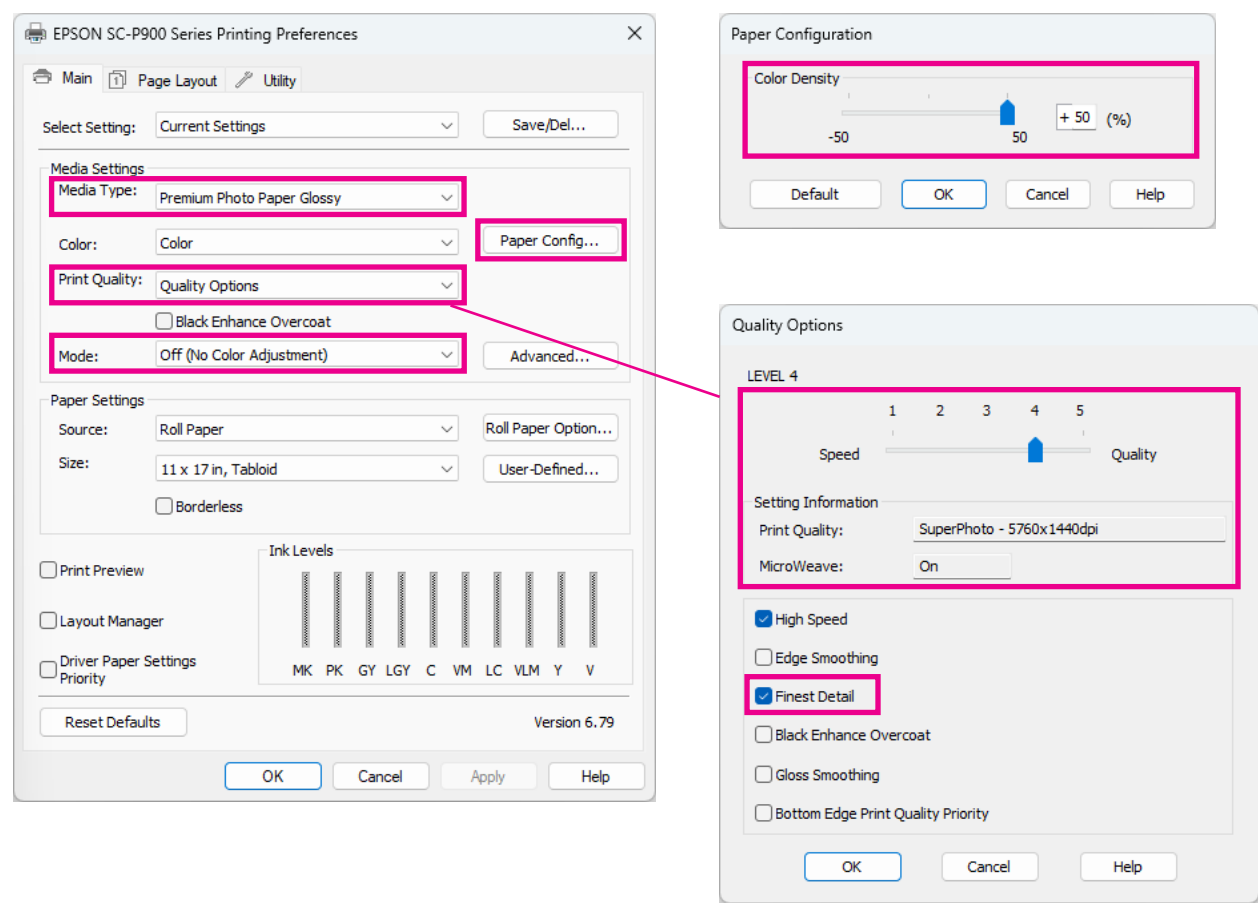 EPSON SC-P900 Series Printing Preferences
Main
Page Layout
Utility
Select Setting: Current Settings Save/Del...
Media Settings
Media Type: Premium Photo Paper Glossy
Color: Color Paper Config...
Print Quality: Quality Options
Black Enhance Overcoat
Mode: Off (No Color Adjustment) Advanced...
Paper Settings
Source: Roll Paper Roll Paper Option...
Size: 11 x 17 in, Tabloid User-Defined...
Borderless
Print Preview
Layout Manager
Driver Paper Settings
Priority
Ink Levels
MK PK GY LGY C VM LC VLM Y V
Reset Defaults
Version 6.79
OK Cancel Apply Help
Paper Configuration
Color Density
+ 50 (%)
-50 50
Default OK Cancel Help
Quality Options
LEVEL 4
1 2 3 4 5
Speed Quality
Setting Information
Print Quality: SuperPhoto - 5760x1440dpi
MicroWeave: On
High Speed
Edge Smoothing
Finest Detail
Black Enhance Overcoat
Gloss Smoothing
Bottom Edge Print Quality Priority
OK Cancel Help